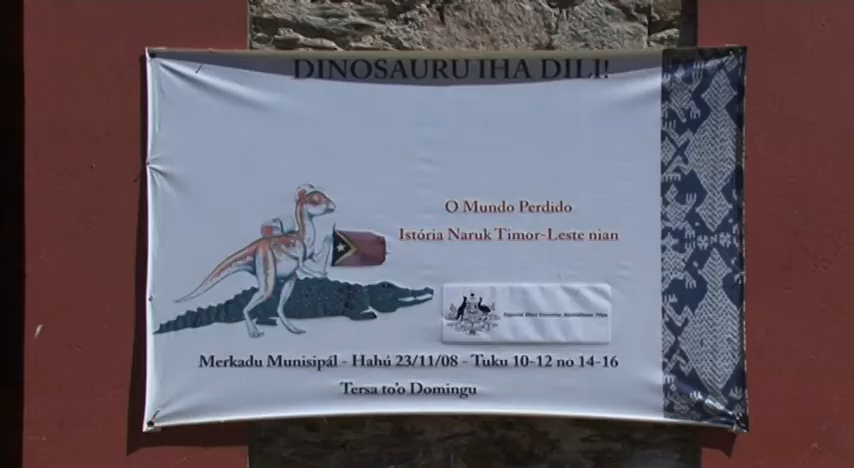 DINOSAURU IHA DILI!
O Mundo Perdido
Istória Naruk Timor-Leste nian
Merkadu Munisipál - Hahú 23/11/08 - Tuku 10-12 no 14-16
Tersa to'o Domingu